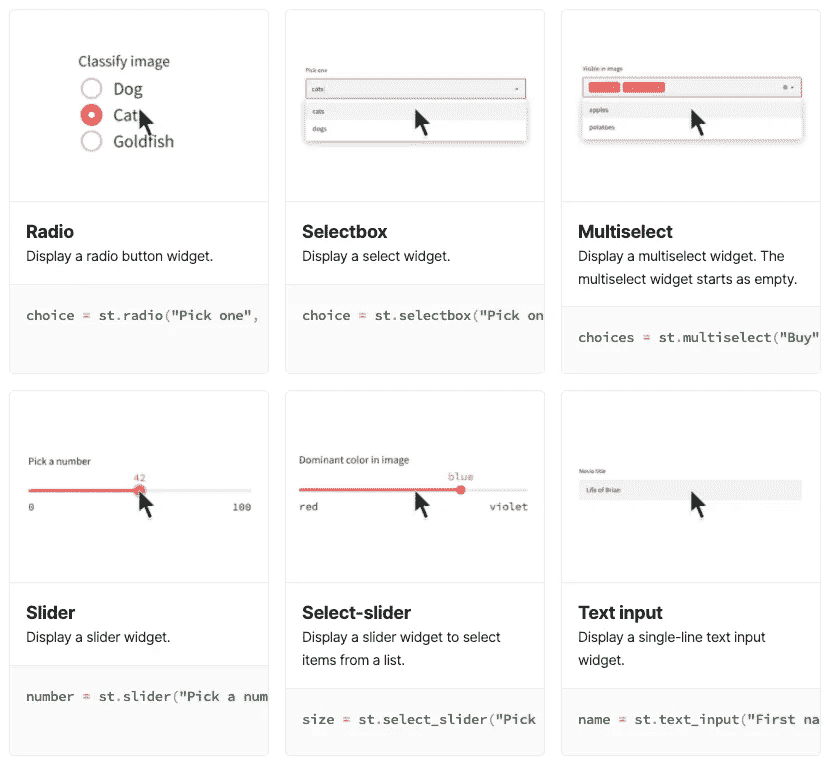 Classify image
Dog
Cat
Goldfish
Radio
Display a radio button widget.
choice = st.radio("Pick one",
Pick one
cats
cats
dogs
Selectbox
Display a select widget.
choice = st.selectbox("Pick on
Visible in image
apples
potatoes
Multiselect
Display a multiselect widget. The
multiselect widget starts as empty.
choices = st.multiselect("Buy"
Pick a number
42
0 100
Slider
Display a slider widget.
number = st.slider("Pick a num
Dominant color in image
blue
red violet
Select-slider
Display a slider widget to select
items from a list.
size = st.select_slider("Pick
Movie title
Life of Brian
Text input
Display a single-line text input
widget.
name = st.text_input("First na